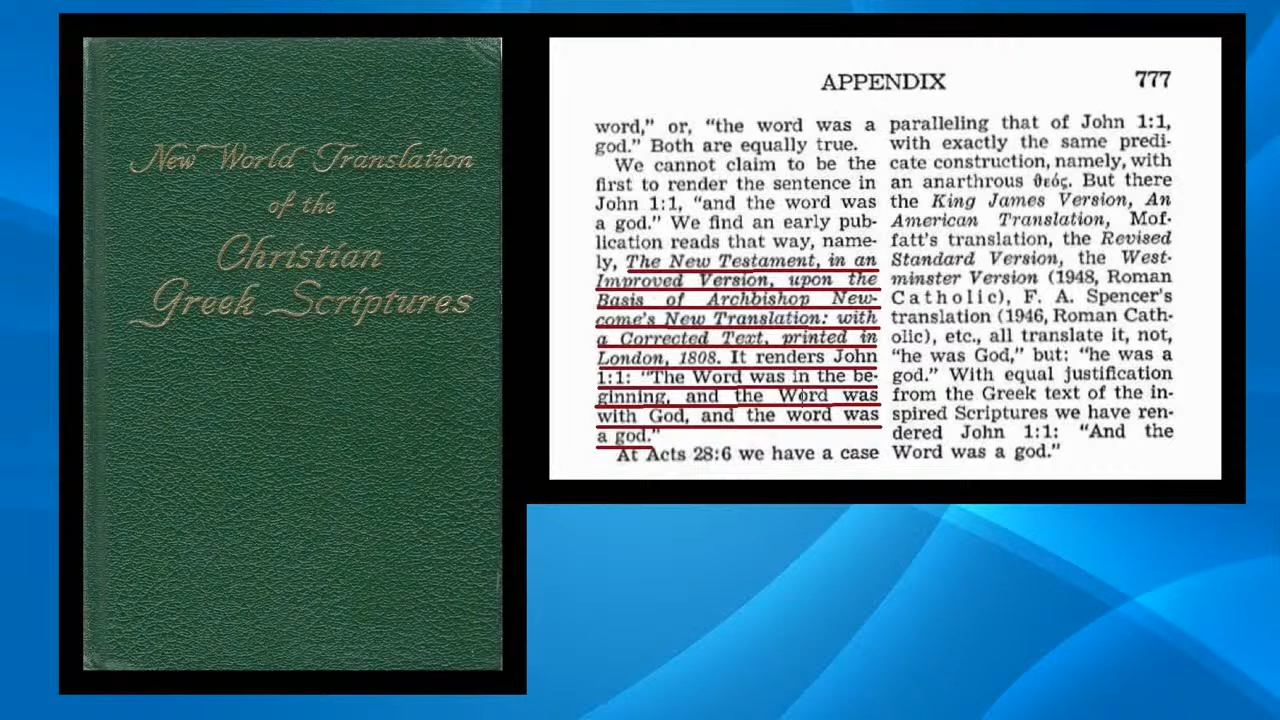 New World Translation
of the
Christian
Greek Scriptures
APPENDIX 777
word,” or, “the word was a
god.” Both are equally true.
We cannot claim to be the
first to render the sentence in
John 1:1, “and the word was
a god.” We find an early pub-
lication reads that way, name-
ly, The New Testament, in an
Improved Version, upon the
Basis of Archbishop New-
come's New Translation: with
a Corrected Text, printed in
London, 1808. It renders John
1:1: “The Word was in the be-
ginning, and the Word was
with God, and the word was
a god.”
At Acts 28:6 we have a case
paralleling that of John 1:1,
with exactly the same predi-
cate construction, namely, with
an anarthrous θεός. But there
the King James Version, An
American Translation, Mof-
fatt's translation, the Revised
Standard Version, the West-
minster Version (1948, Roman
Catholic), F. A. Spencer's
translation (1946, Roman Cath-
olic), etc., all translate it, not,
“he was God,” but: “he was a
god.” With equal justification
from the Greek text of the in-
spired Scriptures we have ren-
dered John 1:1: “And the
Word was a god.”